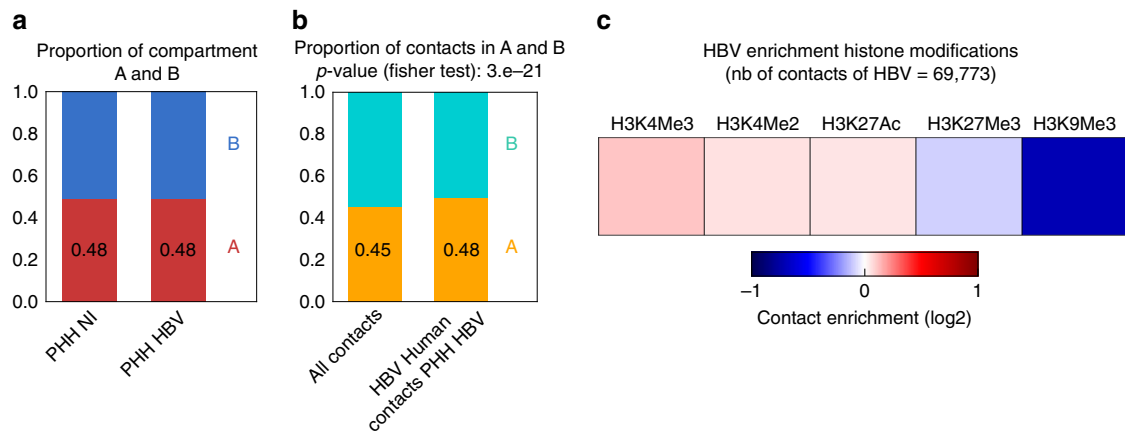 a
Proportion of compartment
A and B
1.0
0.8
0.6
0.4
0.2
0.0
B
A
0.48
0.48
PHH NI
PHH HBV
b
Proportion of contacts in A and B
p-value (fisher test): 3.e–21
1.0
0.8
0.6
0.4
0.2
0.0
B
A
0.45
0.48
All contacts
HBV Human
contacts PHH HBV
c
HBV enrichment histone modifications
(nb of contacts of HBV = 69,773)
H3K4Me3 H3K4Me2 H3K27Ac H3K27Me3 H3K9Me3
–1 0 1
Contact enrichment (log2)